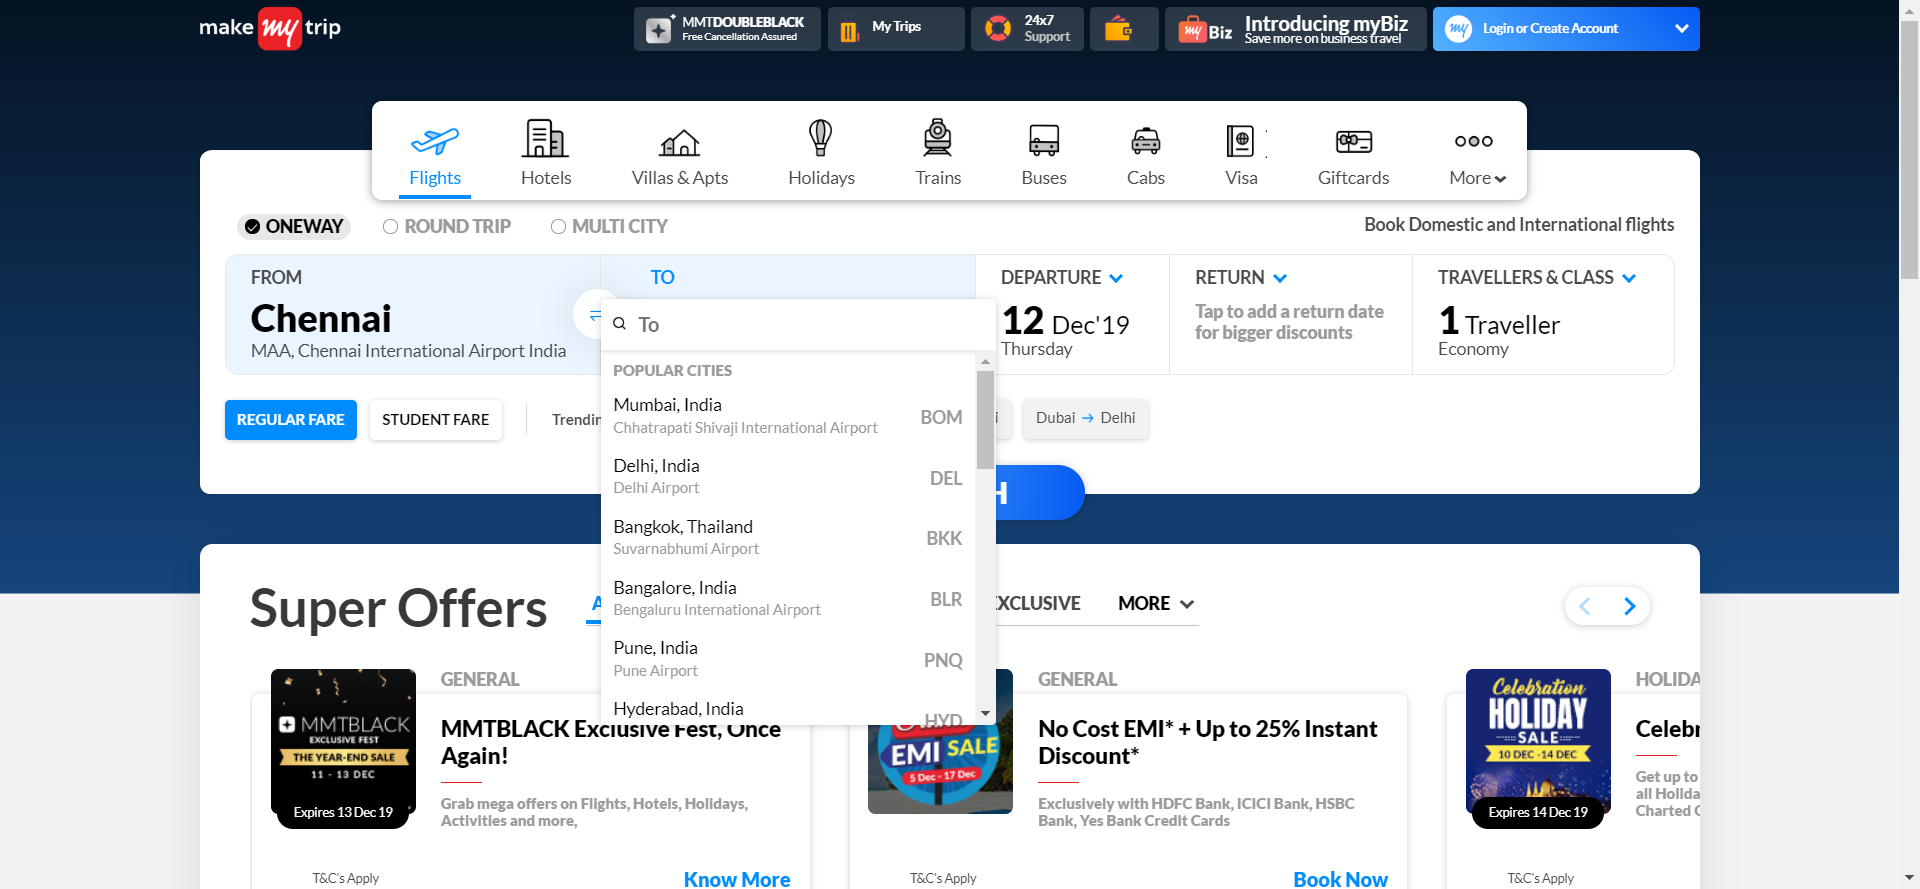 make my trip
MMTDOUBLEBLACK
Free Cancellation Assured
My Trips
24x7
Support
my Biz
Introducing myBiz
Save more on business travel
my
Login or Create Account
Flights
Hotels
Villas & Apts
Holidays
Trains
Buses
Cabs
Visa
Giftcards
More
ONEWAY
ROUND TRIP
MULTI CITY
Book Domestic and International flights
FROM
Chennai
MAA, Chennai International Airport India
TO
To
POPULAR CITIES
Mumbai, India
Chhatrapati Shivaji International Airport
BOM
Delhi, India
Delhi Airport
DEL
Bangkok, Thailand
Suvarnabhumi Airport
BKK
Bangalore, India
Bengaluru International Airport
BLR
Pune, India
Pune Airport
PNQ
Hyderabad, India
HYD
DEPARTURE
12 Dec'19
Thursday
RETURN
Tap to add a return date
for bigger discounts
TRAVELLERS & CLASS
1 Traveller
Economy
REGULAR FARE
STUDENT FARE
Trendin
i
Dubai → Delhi
H
Super Offers
A
EXCLUSIVE
MORE
MMTBLACK
EXCLUSIVE FEST
THE YEAR-END SALE
11 - 13 DEC
Expires 13 Dec 19
GENERAL
MMTBLACK Exclusive Fest, Once
Again!
Grab mega offers on Flights, Hotels, Holidays,
Activities and more,
T&C's Apply
Know More
EMI SALE
5 Dec - 17 Dec
GENERAL
No Cost EMI* + Up to 25% Instant
Discount*
Exclusively with HDFC Bank, ICICI Bank, HSBC
Bank, Yes Bank Credit Cards
T&C's Apply
Book Now
Celebration
HOLIDAY
SALE
10 DEC -14 DEC
Expires 14 Dec 19
HOLIDA
Celebr
Get up to
all Holida
Charted C
T&C's Apply